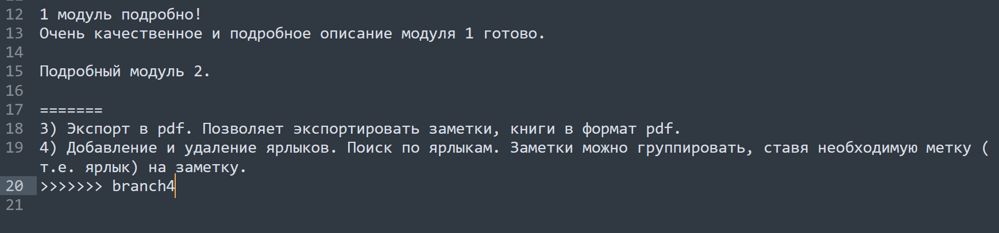 12 1 модуль подробно!
13 Очень качественное и подробное описание модуля 1 готово.
14
15 Подробный модуль 2.
16
17 =======
18 3) Экспорт в pdf. Позволяет экспортировать заметки, книги в формат pdf.
19 4) Добавление и удаление ярлыков. Поиск по ярлыкам. Заметки можно группировать, ставя необходимую метку (
т.е. ярлык) на заметку.
20 >>>>>>> branch4
21